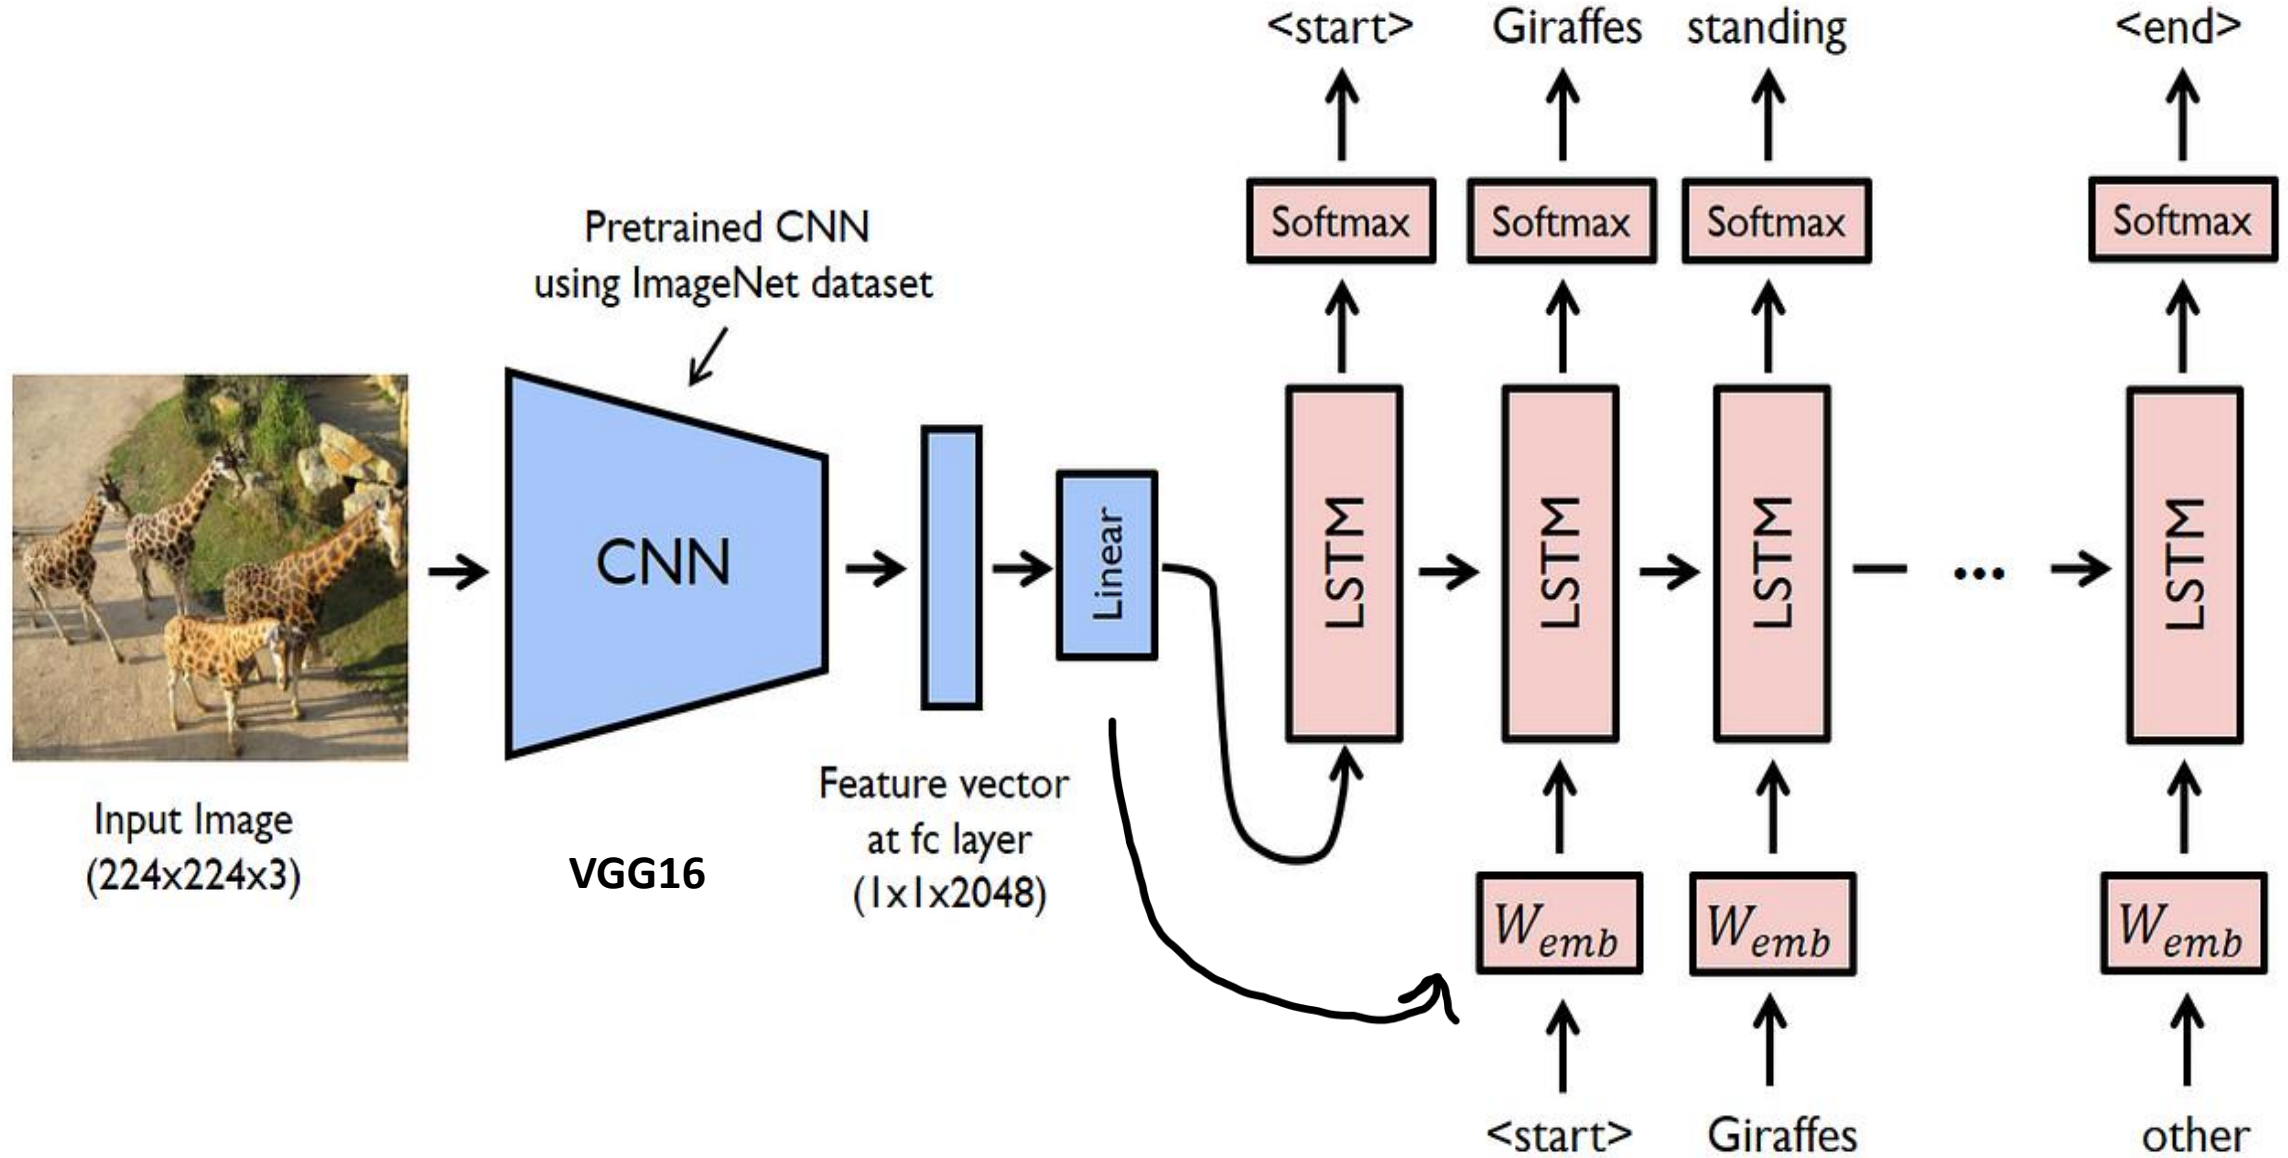 <start> Giraffes standing <end>
Softmax Softmax Softmax Softmax
Pretrained CNN
using ImageNet dataset
CNN
Linear
LSTM LSTM LSTM ... LSTM
Input Image
(224x224x3)
VGG16
Feature vector
at fc layer
(1x1x2048)
W_emb W_emb W_emb
<start> Giraffes other